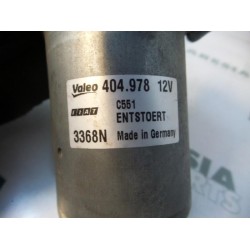 Valeo 404.978 12V
FIAT C551
ENTSTOERT
3368N Made in Germany